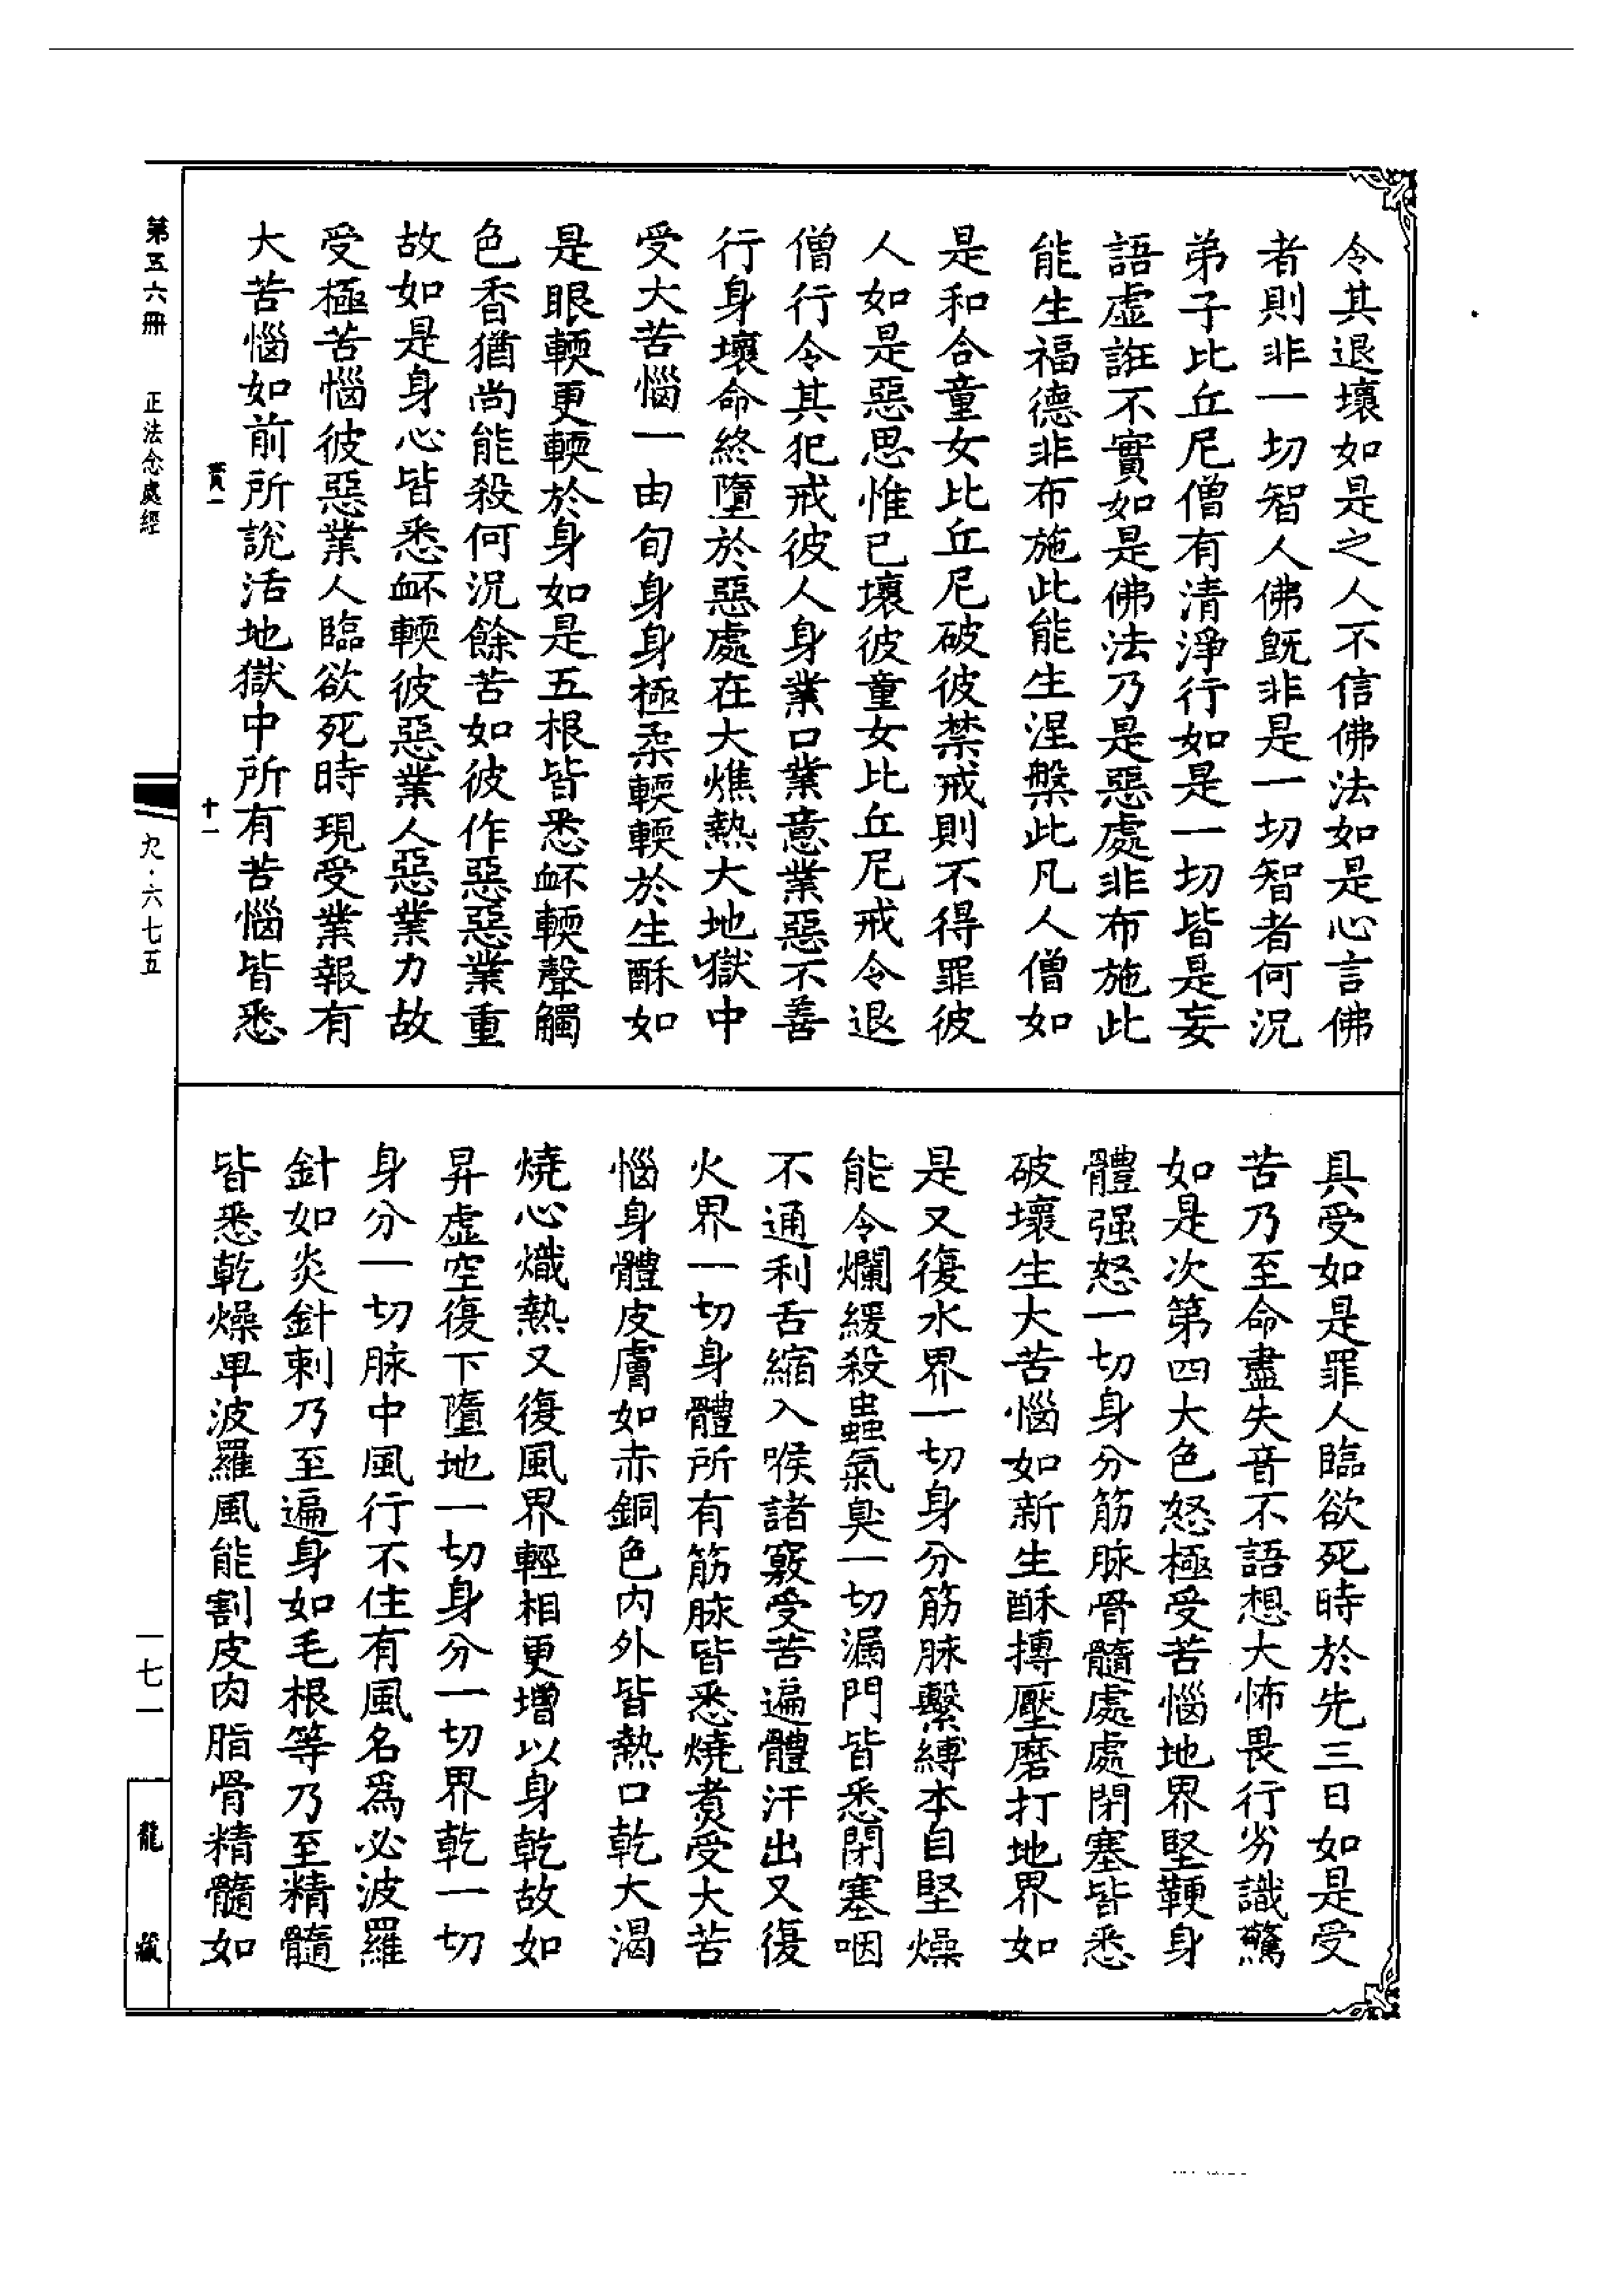 令其退壞如是之人不信佛法如是心言佛
者則非一切智人佛旣非是一切智者何況
弟子比丘尼僧有清淨行如是一切皆是妄
語虛誑不實如是佛法乃是惡處非布施此
能生福德非布施此能生涅槃此凡人僧如
是和合童女比丘尼破彼禁戒則不得罪彼
人如是惡思惟已壞彼童女比丘尼戒令退
僧行令其犯戒彼人身業口業意業惡不善
行身壞命終墮於惡處在大燋熱大地獄中
受大苦惱一由旬身身極柔輭輭於生酥如
是眼輭更輭於身如是五根皆悉衃輭聲觸
色香猶尚能殺何況餘苦如彼作惡惡業重
故如是身心皆悉衃輭彼惡業人惡業力故
受極苦惱彼惡業人臨欲死時現受業報有
大苦惱如前所說活地獄中所有苦惱皆悉
具受如是罪人臨欲死時於先三日如是受
苦乃至命盡失音不語想大怖畏行劣識驚
如是次第四大色怒極受苦惱地界堅鞕身
體强怒一切身分筋脉骨髓處處閉塞皆悉
破壞生大苦惱如新生酥摶壓磨打地界如
是又復水界一切身分筋脉繫縛本自堅燥
能令爛緩殺蟲氣臭一切漏門皆悉閉塞咽
不通利舌縮入喉諸竅受苦遍體汗出又復
火界一切身體所有筋脉皆悉燒煑受大苦
惱身體皮膚如赤銅色內外皆熱口乾大渴
燒心熾熱又復風界輕相更增以身乾故如
昇虛空復下墮地一切身分一切界乾一切
身分一切脉中風行不住有風名爲必波羅
針如炎針刺乃至遍身如毛根等乃至精髓
皆悉乾燥卑波羅風能割皮肉脂骨精髓如
第五六冊 正法念處經
十一
九·六七五
一七一
龍藏